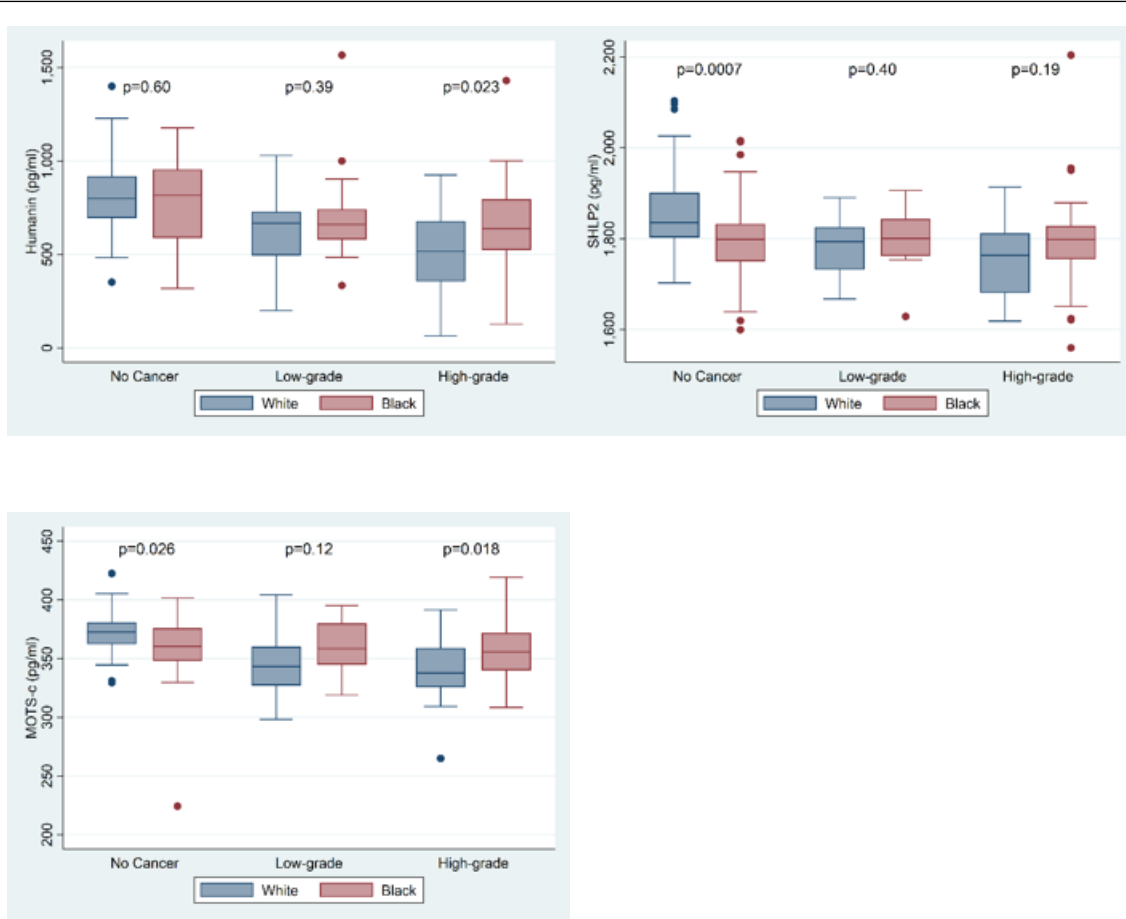 Humanin (pg/ml)
1,500
1,000
500
0
p=0.60 p=0.39 p=0.023
No Cancer Low-grade High-grade
White Black
SHLP2 (pg/ml)
2,200
2,000
1,800
1,600
p=0.0007 p=0.40 p=0.19
No Cancer Low-grade High-grade
White Black
MOTS-c (pg/ml)
450
400
350
300
250
200
p=0.026 p=0.12 p=0.018
No Cancer Low-grade High-grade
White Black